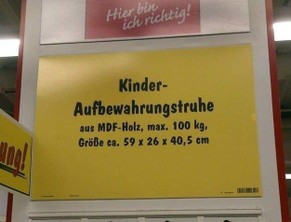 Hier bin
ich richtig!
Kinder-
Aufbewahrungstruhe
aus MDF-Holz, max. 100 kg,
Größe ca. 59 x 26 x 40,5 cm
ung!